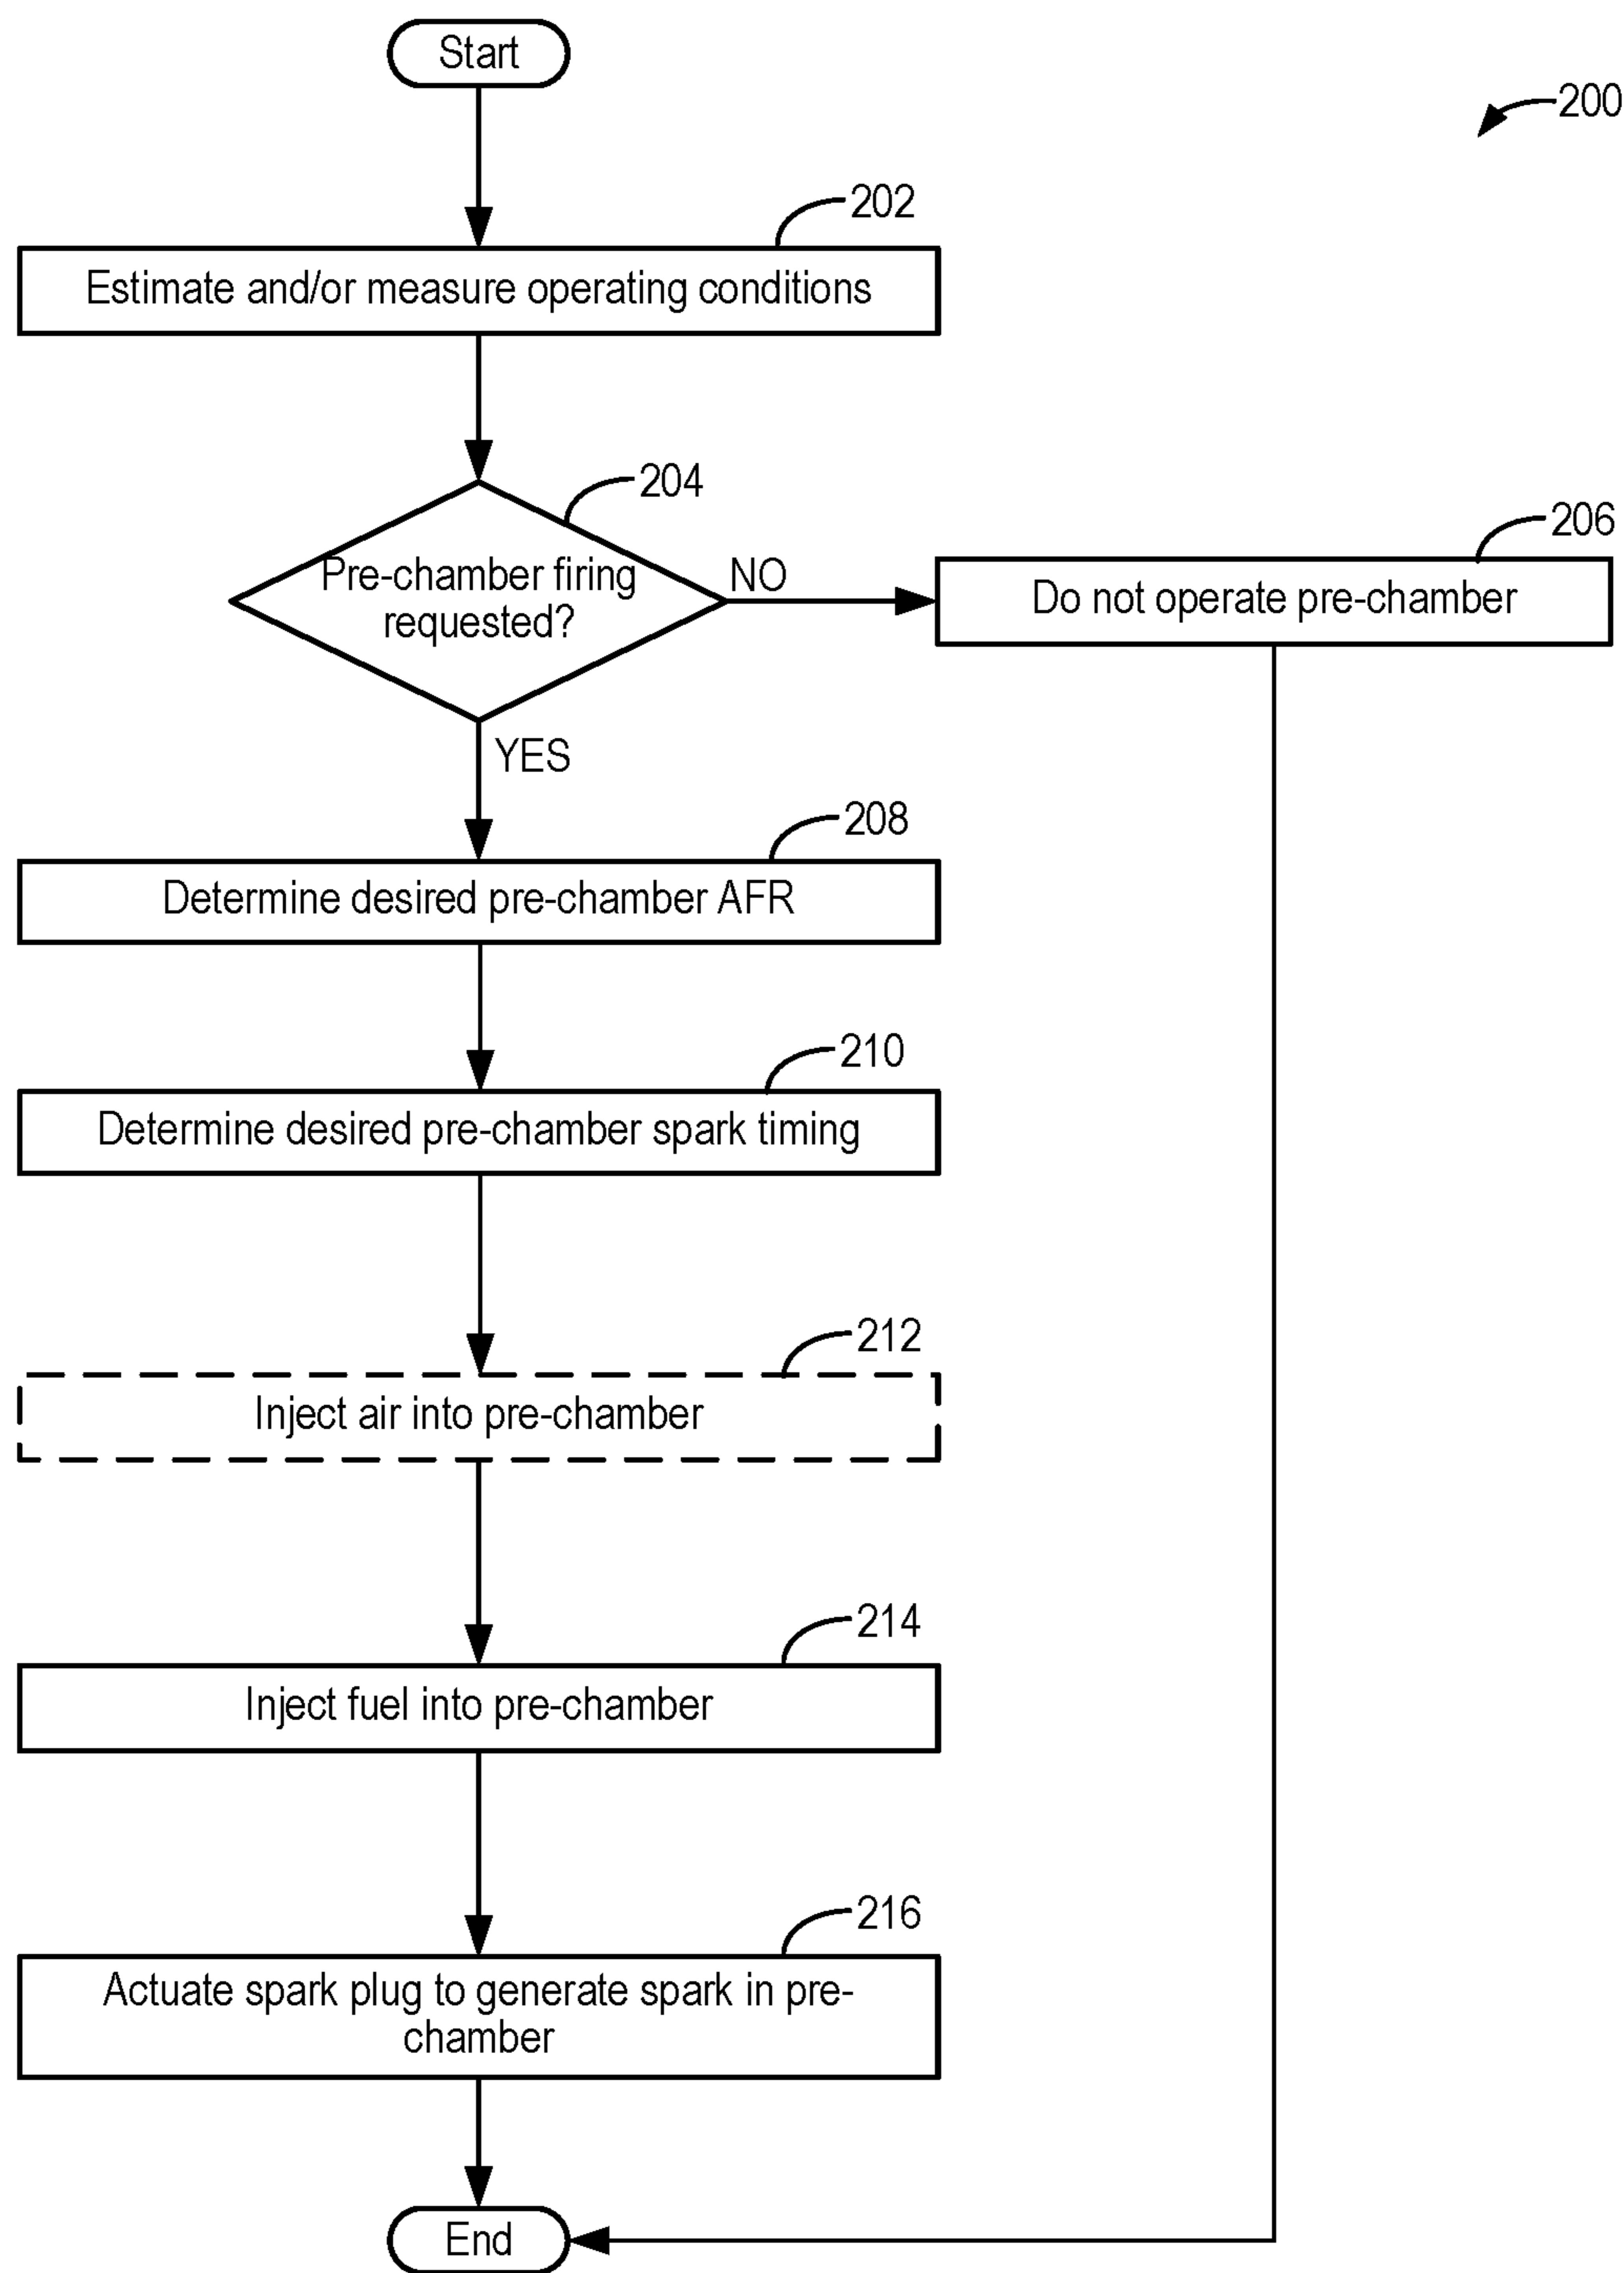 Start
200
202
Estimate and/or measure operating conditions
204
206
Pre-chamber firing
requested?
NO
Do not operate pre-chamber
YES
208
Determine desired pre-chamber AFR
210
Determine desired pre-chamber spark timing
212
Inject air into pre-chamber
214
Inject fuel into pre-chamber
216
Actuate spark plug to generate spark in pre-
chamber
End